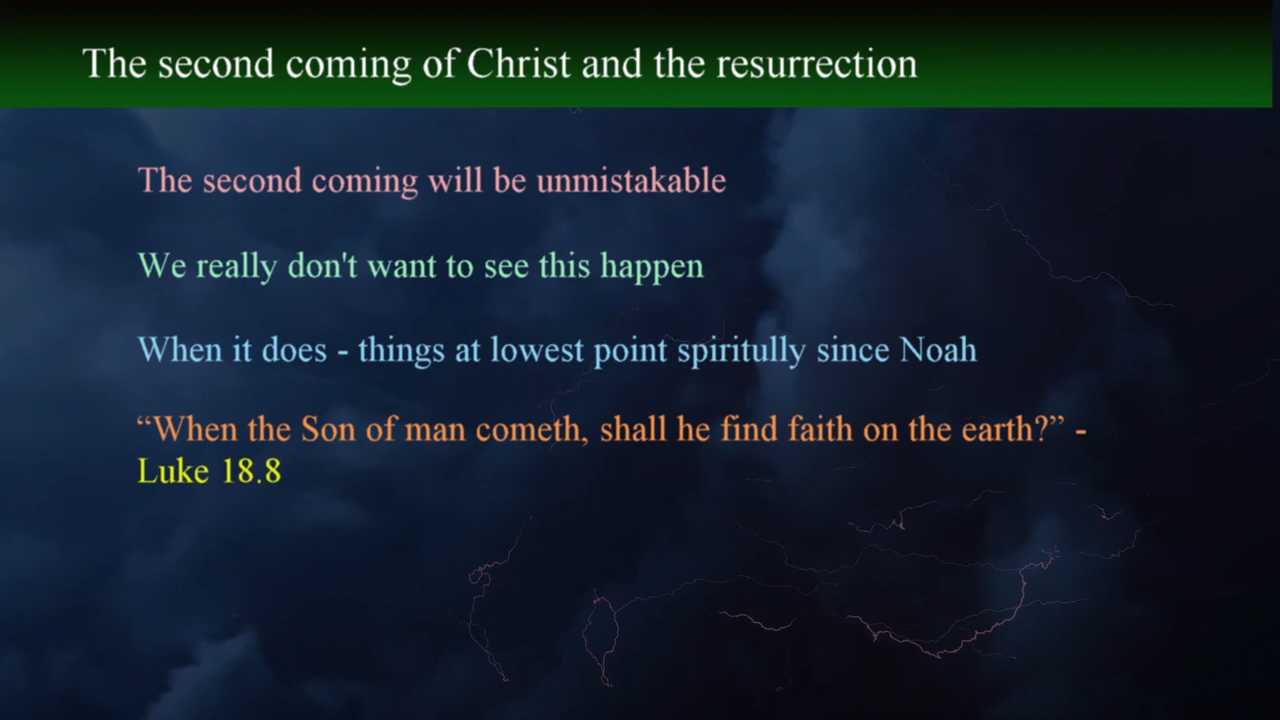 The second coming of Christ and the resurrection
The second coming will be unmistakable
We really don't want to see this happen
When it does - things at lowest point spiritully since Noah
“When the Son of man cometh, shall he find faith on the earth?” -
Luke 18.8